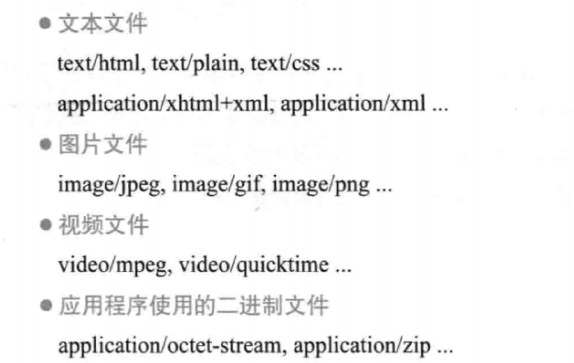 ● 文本文件
text/html, text/plain, text/css ...
application/xhtml+xml, application/xml ...
● 图片文件
image/jpeg, image/gif, image/png ...
● 视频文件
video/mpeg, video/quicktime ...
● 应用程序使用的二进制文件
application/octet-stream, application/zip ...